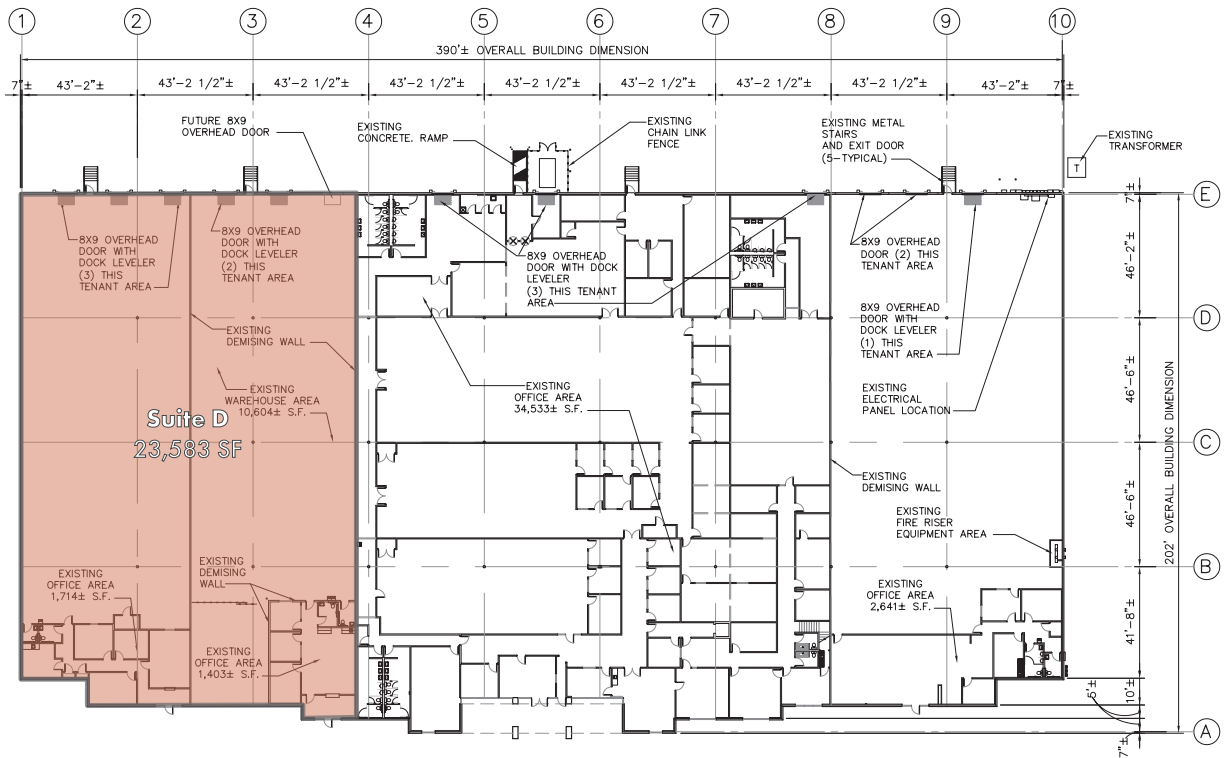 1 2 3 4 5 6 7 8 9 10
390'± OVERALL BUILDING DIMENSION
7"± 43'-2"± 43'-2 1/2"± 43'-2 1/2"± 43'-2 1/2"± 43'-2 1/2"± 43'-2 1/2"± 43'-2 1/2"± 43'-2 1/2"± 43'-2"± 7"±
FUTURE 8X9
OVERHEAD DOOR
EXISTING
CONCRETE. RAMP
EXISTING
CHAIN LINK
FENCE
EXISTING METAL
STAIRS
AND EXIT DOOR
(5-TYPICAL)
EXISTING
TRANSFORMER
T
E
7"±
8X9 OVERHEAD
DOOR WITH
DOCK LEVELER
(3) THIS
TENANT AREA
8X9 OVERHEAD
DOOR WITH
DOCK LEVELER
(2) THIS
TENANT AREA
8X9 OVERHEAD
DOOR WITH DOCK
LEVELER
(3) THIS TENANT
AREA
8X9 OVERHEAD
DOOR (2) THIS
TENANT AREA
8X9 OVERHEAD
DOOR WITH
DOCK LEVELER
(1) THIS
TENANT AREA
46'-2"±
D
EXISTING
DEMISING WALL
EXISTING
WAREHOUSE AREA
10,604± S.F.
Suite D
23,583 SF
EXISTING
OFFICE AREA
34,533± S.F.
EXISTING
ELECTRICAL
PANEL LOCATION
46'-6"±
C
202' OVERALL BUILDING DIMENSION
EXISTING
DEMISING WALL
EXISTING
FIRE RISER
EQUIPMENT AREA
46'-6"±
B
EXISTING
OFFICE AREA
1,714± S.F.
EXISTING
DEMISING
WALL
EXISTING
OFFICE AREA
1,403± S.F.
EXISTING
OFFICE AREA
2,641± S.F.
41'-8"±
10'±
6'±
A
7"±